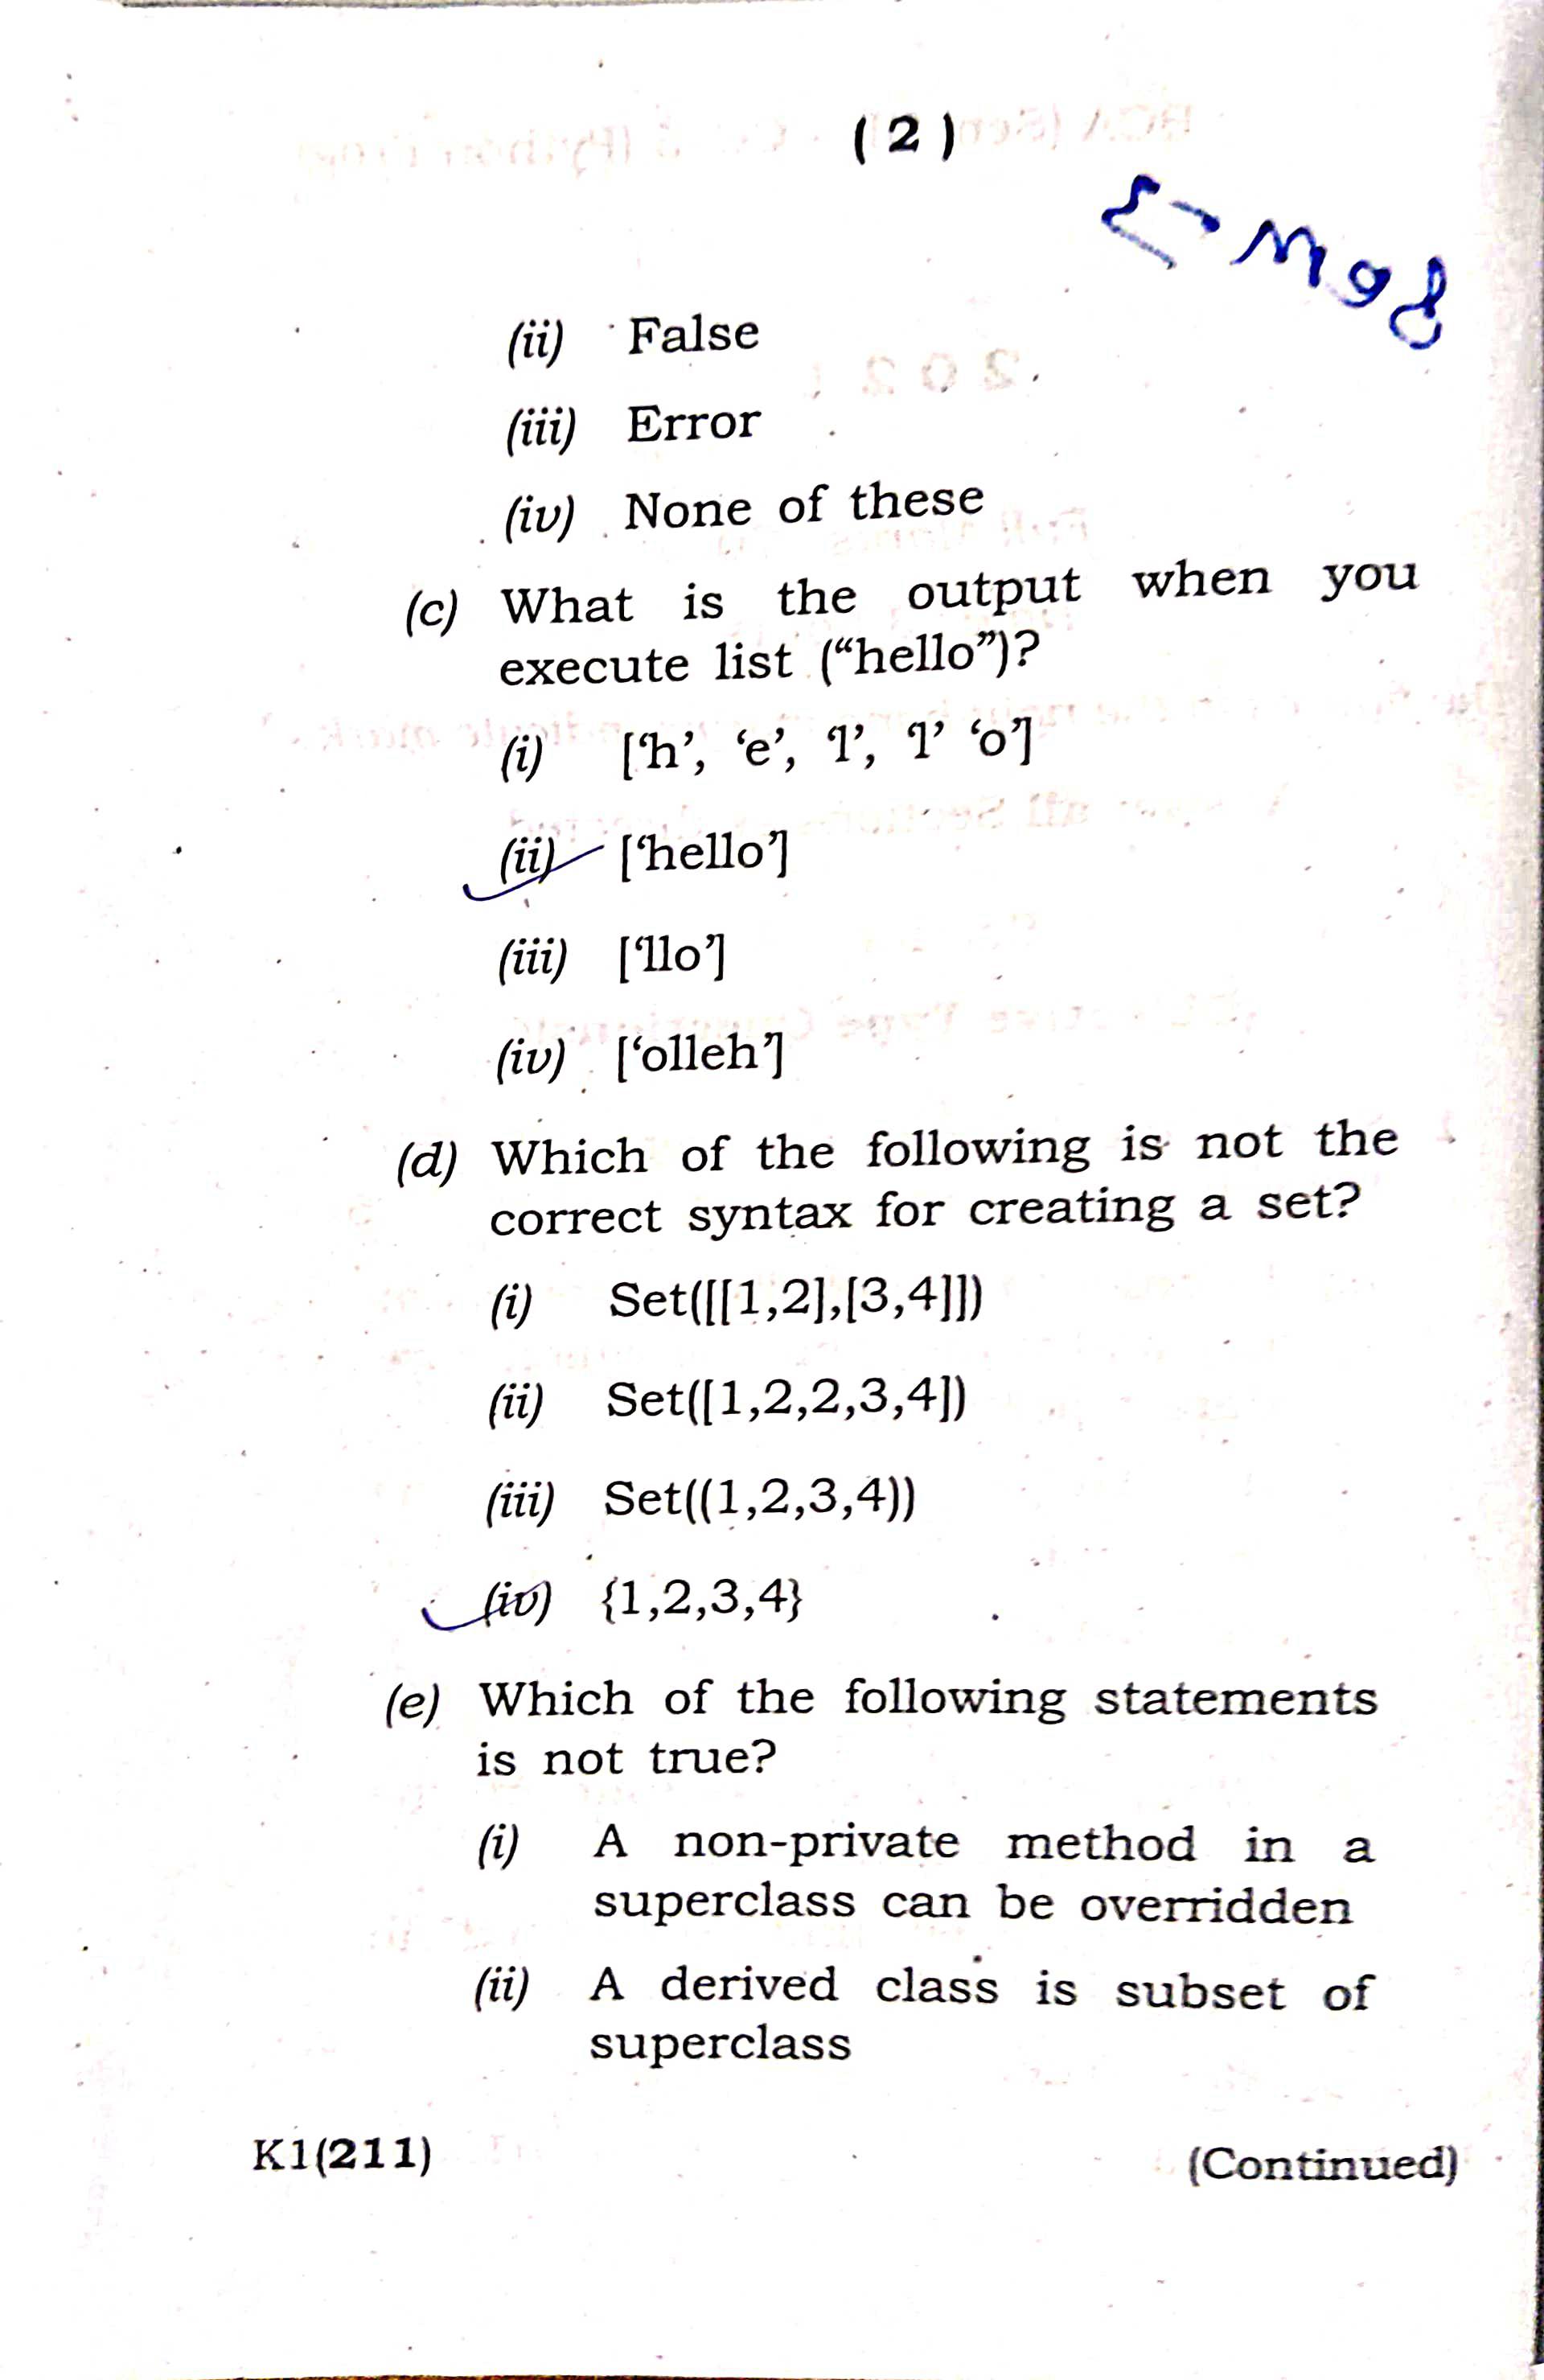 ( 2 )
(ii) False
(iii) Error
(iv) None of these
(c) What is the output when you
execute list (“hello”)?
(i) [‘h’, ‘e’, ‘l’, ‘l’ ‘o’]
(ii) [‘hello’]
(iii) [‘llo’]
(iv) [‘olleh’]
(d) Which of the following is not the
correct syntax for creating a set?
(i) Set([[1,2],[3,4]])
(ii) Set([1,2,2,3,4])
(iii) Set((1,2,3,4))
(iv) {1,2,3,4}
(e) Which of the following statements
is not true?
(i) A non-private method in a
superclass can be overridden
(ii) A derived class is subset of
superclass
K1(211)
(Continued)